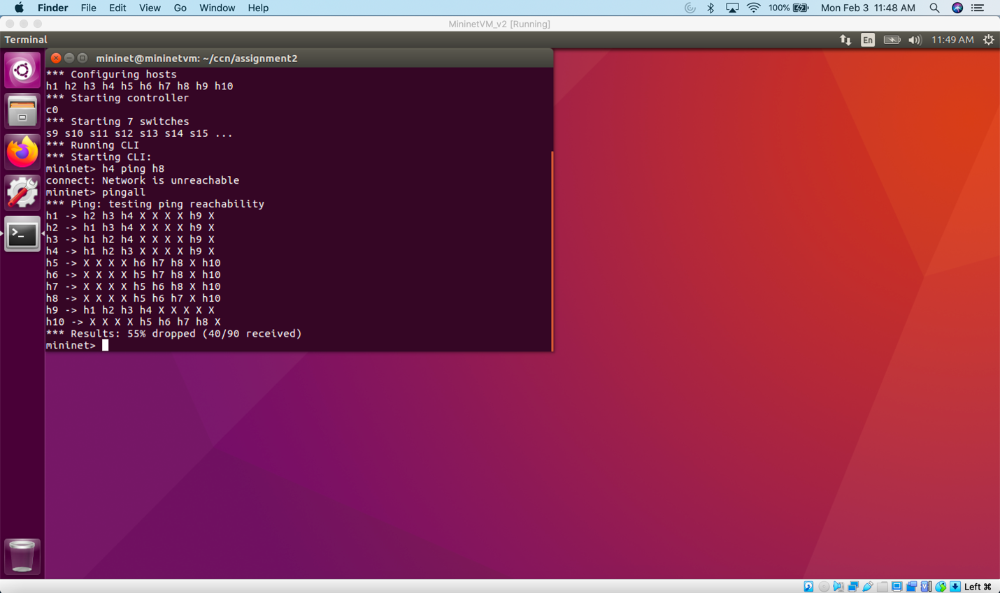 Finder File Edit View Go Window Help 100% Mon Feb 3 11:48 AM
MininetVM_v2 [Running]
Terminal En 11:49 AM
mininet@mininetvm: ~/ccn/assignment2
*** Configuring hosts
h1 h2 h3 h4 h5 h6 h7 h8 h9 h10
*** Starting controller
c0
*** Starting 7 switches
s9 s10 s11 s12 s13 s14 s15 ...
*** Running CLI
*** Starting CLI:
mininet> h4 ping h8
connect: Network is unreachable
mininet> pingall
*** Ping: testing ping reachability
h1 -> h2 h3 h4 X X X X h9 X
h2 -> h1 h3 h4 X X X X h9 X
h3 -> h1 h2 h4 X X X X h9 X
h4 -> h1 h2 h3 X X X X h9 X
h5 -> X X X X h6 h7 h8 X h10
h6 -> X X X X h5 h7 h8 X h10
h7 -> X X X X h5 h6 h8 X h10
h8 -> X X X X h5 h6 h7 X h10
h9 -> h1 h2 h3 h4 X X X X X
h10 -> X X X X h5 h6 h7 h8 X
*** Results: 55% dropped (40/90 received)
mininet>
Left ⌘